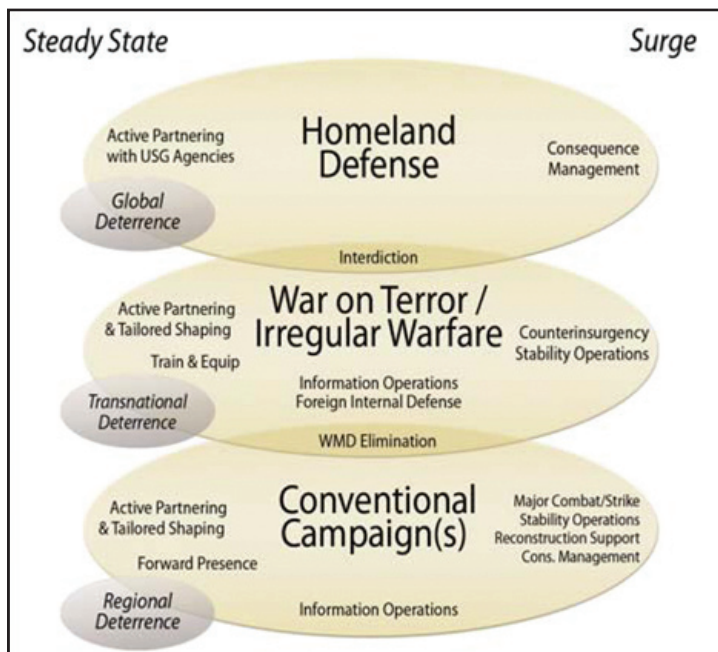 Steady State
Surge
Homeland
Defense
Active Partnering
with USG Agencies
Consequence
Management
Global
Deterrence
Interdiction
War on Terror /
Irregular Warfare
Active Partnering
& Tailored Shaping
Train & Equip
Counterinsurgency
Stability Operations
Information Operations
Foreign Internal Defense
Transnational
Deterrence
WMD Elimination
Conventional
Campaign(s)
Active Partnering
& Tailored Shaping
Forward Presence
Major Combat/Strike
Stability Operations
Reconstruction Support
Cons. Management
Regional
Deterrence
Information Operations